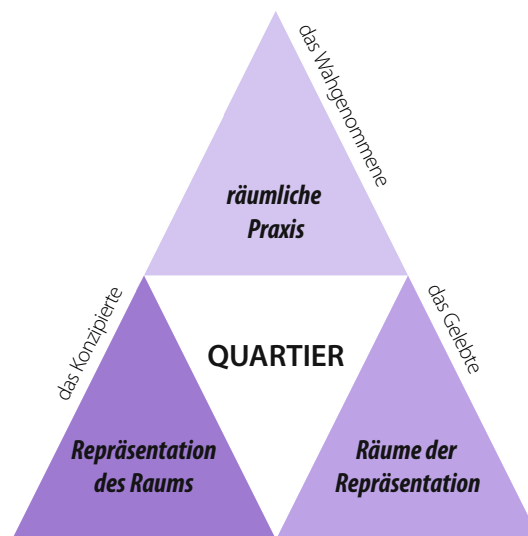 das Wahgenommene
räumliche
Praxis
das Konzipierte
das Gelebte
QUARTIER
Repräsentation
des Raums
Räume der
Repräsentation